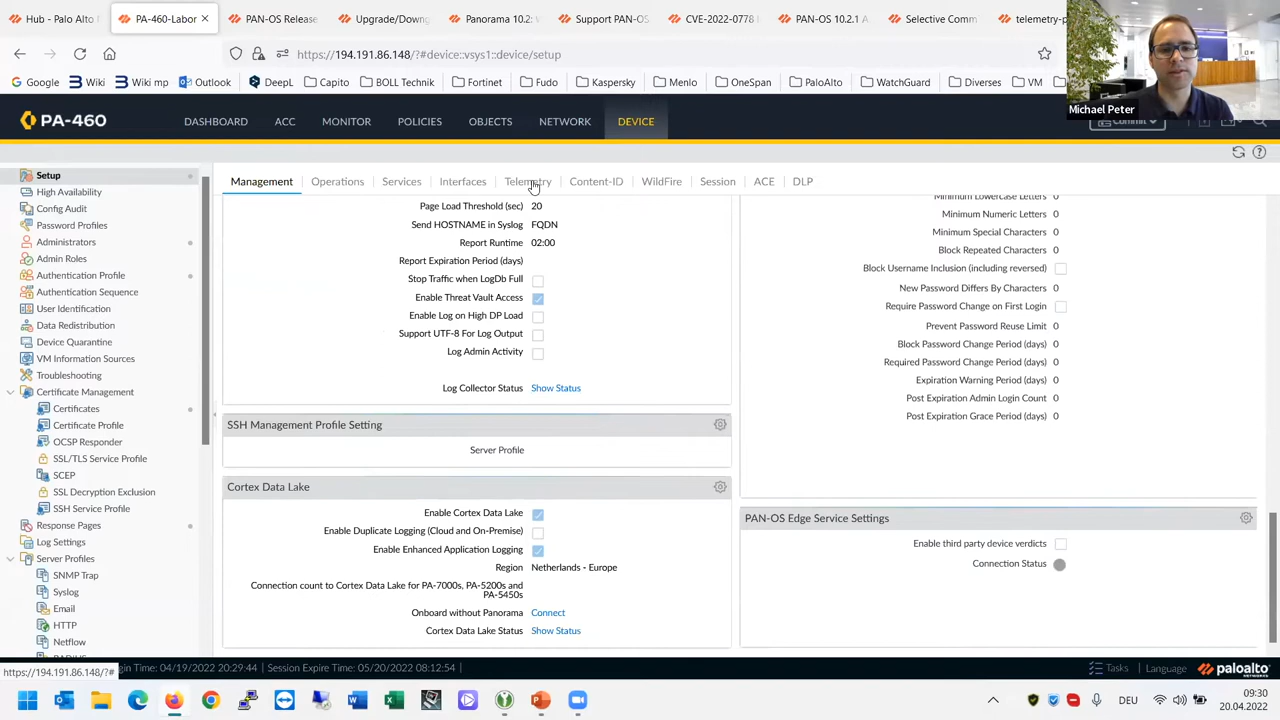 Hub - Palo A
PA-460-Labor
PAN-OS Release
Upgrade/Downg
Panorama 10.2:
Support PAN-OS
CVE-2022-0778
PAN-OS 10.2.1 A
Selective Comm
telemetry-p
https://194.191.86.148/?#device::vsys1::device/setup
Google
Wiki
Wiki mp
Outlook
DeepL
Capito
BOLL Technik
Fortinet
Fudo
Kaspersky
Menlo
OneSpan
PaloAlto
WatchGuard
Diverses
VM
Michael Peter
PA-460
DASHBOARD
ACC
MONITOR
POLICIES
OBJECTS
NETWORK
DEVICE
Commit
Setup
High Availability
Config Audit
Password Profiles
Administrators
Admin Roles
Authentication Profile
Authentication Sequence
User Identification
Data Redistribution
Device Quarantine
VM Information Sources
Troubleshooting
Certificate Management
Certificates
Certificate Profile
OCSP Responder
SSL/TLS Service Profile
SCEP
SSL Decryption Exclusion
SSH Service Profile
Response Pages
Log Settings
Server Profiles
SNMP Trap
Syslog
Email
HTTP
Netflow
RADIUS
Management
Operations
Services
Interfaces
Telemetry
Content-ID
WildFire
Session
ACE
DLP
Page Load Threshold (sec) 20
Send HOSTNAME in Syslog FQDN
Report Runtime 02:00
Report Expiration Period (days)
Stop Traffic when LogDb Full
Enable Threat Vault Access
Enable Log on High DP Load
Support UTF-8 For Log Output
Log Admin Activity
Log Collector Status Show Status
SSH Management Profile Setting
Server Profile
Cortex Data Lake
Enable Cortex Data Lake
Enable Duplicate Logging (Cloud and On-Premise)
Enable Enhanced Application Logging
Region Netherlands - Europe
Connection count to Cortex Data Lake for PA-7000s, PA-5200s and
PA-5450s
Onboard without Panorama Connect
Cortex Data Lake Status Show Status
Minimum Lowercase Letters 0
Minimum Numeric Letters 0
Minimum Special Characters 0
Block Repeated Characters 0
Block Username Inclusion (including reversed)
New Password Differs By Characters 0
Require Password Change on First Login
Prevent Password Reuse Limit 0
Block Password Change Period (days) 0
Required Password Change Period (days) 0
Expiration Warning Period (days) 0
Post Expiration Admin Login Count 0
Post Expiration Grace Period (days) 0
PAN-OS Edge Service Settings
Enable third party device verdicts
Connection Status
https://194.191.86.148/?#
gin Time: 04/19/2022 20:29:44 | Session Expire Time: 05/20/2022 08:12:54 |
Tasks | Language
paloalto
NETWORKS
DEU
09:30
20.04.2022